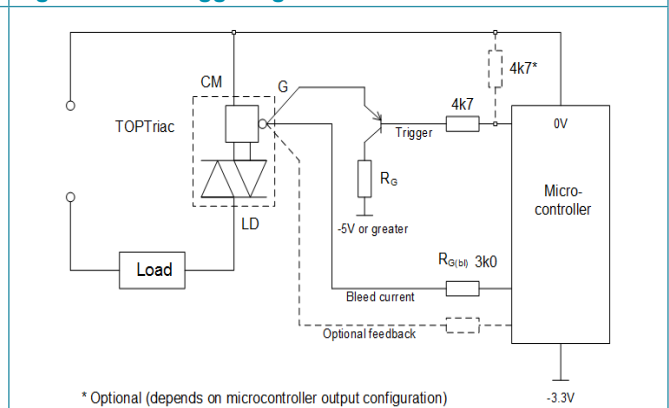 CM
G
4k7*
4k7
TOPTriac
Trigger
0V
RG
Micro-
controller
LD
-5V or greater
Load
RG(bl) 3k0
Bleed current
Optional feedback
* Optional (depends on microcontroller output configuration)
-3.3V